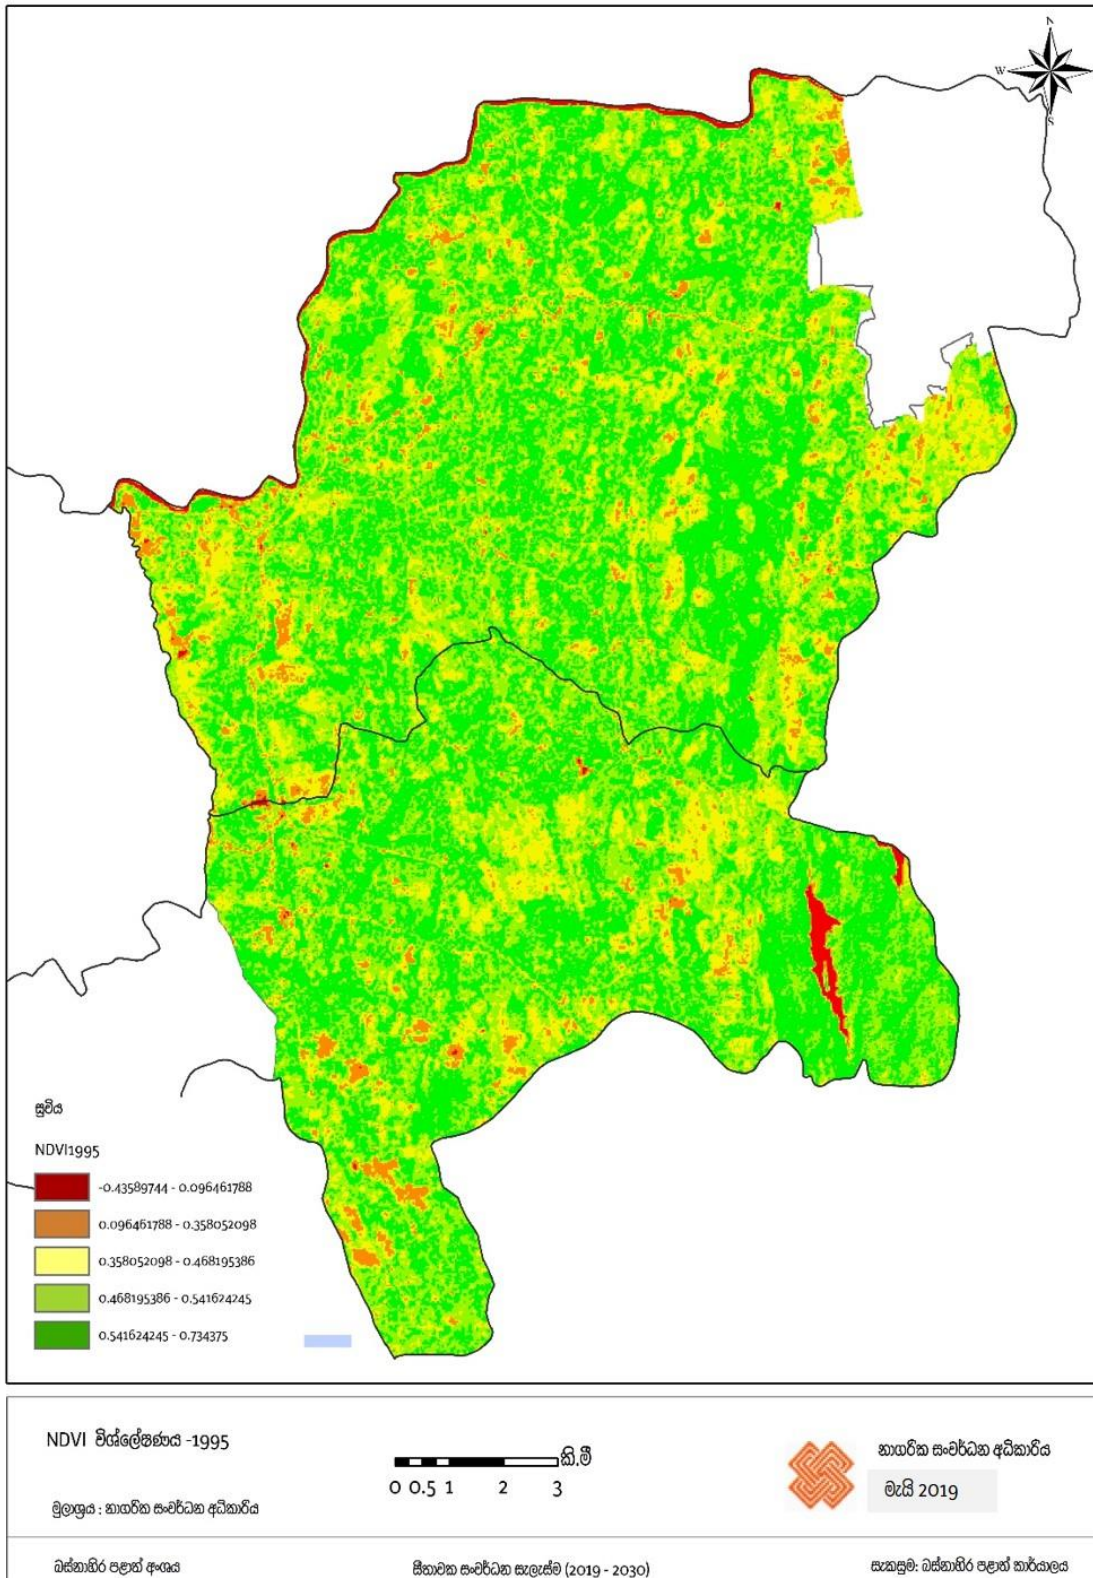 N
W
S
සූචිය
NDVI1995
-0.43589744 - 0.096461788
0.096461788 - 0.358052098
0.358052098 - 0.468195386
0.468195386 - 0.541624245
0.541624245 - 0.734375
NDVI විශ්ලේෂණය -1995
කි.මී
0 0.5 1 2 3
නාගරික සංවර්ධන අධිකාරිය
මැයි 2019
මූලාශ්‍රය : නාගරික සංවර්ධන අධිකාරිය
බස්නාහිර පළාත් අංශය
සීතාවක සංවර්ධන සැලැස්ම (2019 - 2030)
සැකසුම: බස්නාහිර පළාත් කාර්යාලය